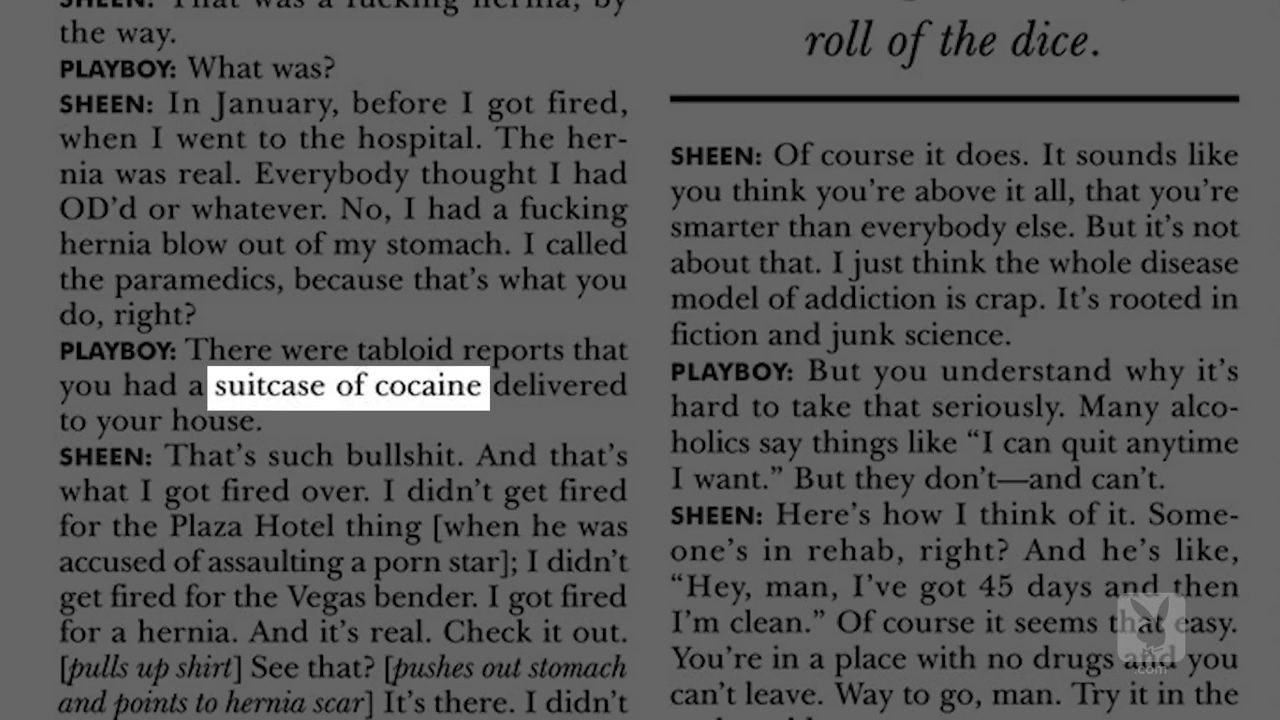 SHEEN: That was a fucking hernia, by
the way.
PLAYBOY: What was?
SHEEN: In January, before I got fired,
when I went to the hospital. The her-
nia was real. Everybody thought I had
OD'd or whatever. No, I had a fucking
hernia blow out of my stomach. I called
the paramedics, because that's what you
do, right?
PLAYBOY: There were tabloid reports that
you had a suitcase of cocaine delivered
to your house.
SHEEN: That's such bullshit. And that's
what I got fired over. I didn't get fired
for the Plaza Hotel thing [when he was
accused of assaulting a porn star]; I didn't
get fired for the Vegas bender. I got fired
for a hernia. And it's real. Check it out.
[pulls up shirt] See that? [pushes out stomach
and points to hernia scar] It's there. I didn't
roll of the dice.
SHEEN: Of course it does. It sounds like
you think you're above it all, that you're
smarter than everybody else. But it's not
about that. I just think the whole disease
model of addiction is crap. It's rooted in
fiction and junk science.
PLAYBOY: But you understand why it's
hard to take that seriously. Many alco-
holics say things like “I can quit anytime
I want.” But they don't—and can't.
SHEEN: Here's how I think of it. Some-
one's in rehab, right? And he's like,
“Hey, man, I've got 45 days and then
I'm clean.” Of course it seems that easy.
You're in a place with no drugs and you
can't leave. Way to go, man. Try it in the
.com